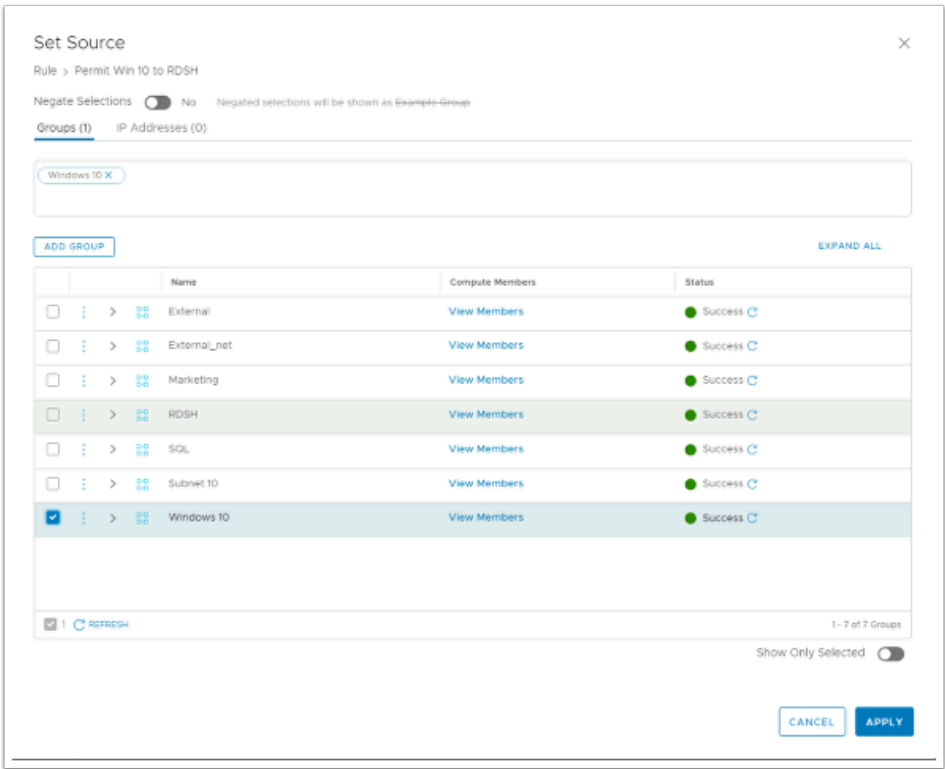 Set Source
Rule > Permit Win 10 to RDSH
Negate Selections No Negated selections will be shown as Example Group
Groups (1) IP Addresses (0)
Windows 10 X
ADD GROUP EXPAND ALL
Name Compute Members Status
External View Members Success
External_net View Members Success
Marketing View Members Success
RDSH View Members Success
SQL View Members Success
Subnet 10 View Members Success
Windows 10 View Members Success
1 REFRESH 1 - 7 of 7 Groups
Show Only Selected
CANCEL APPLY